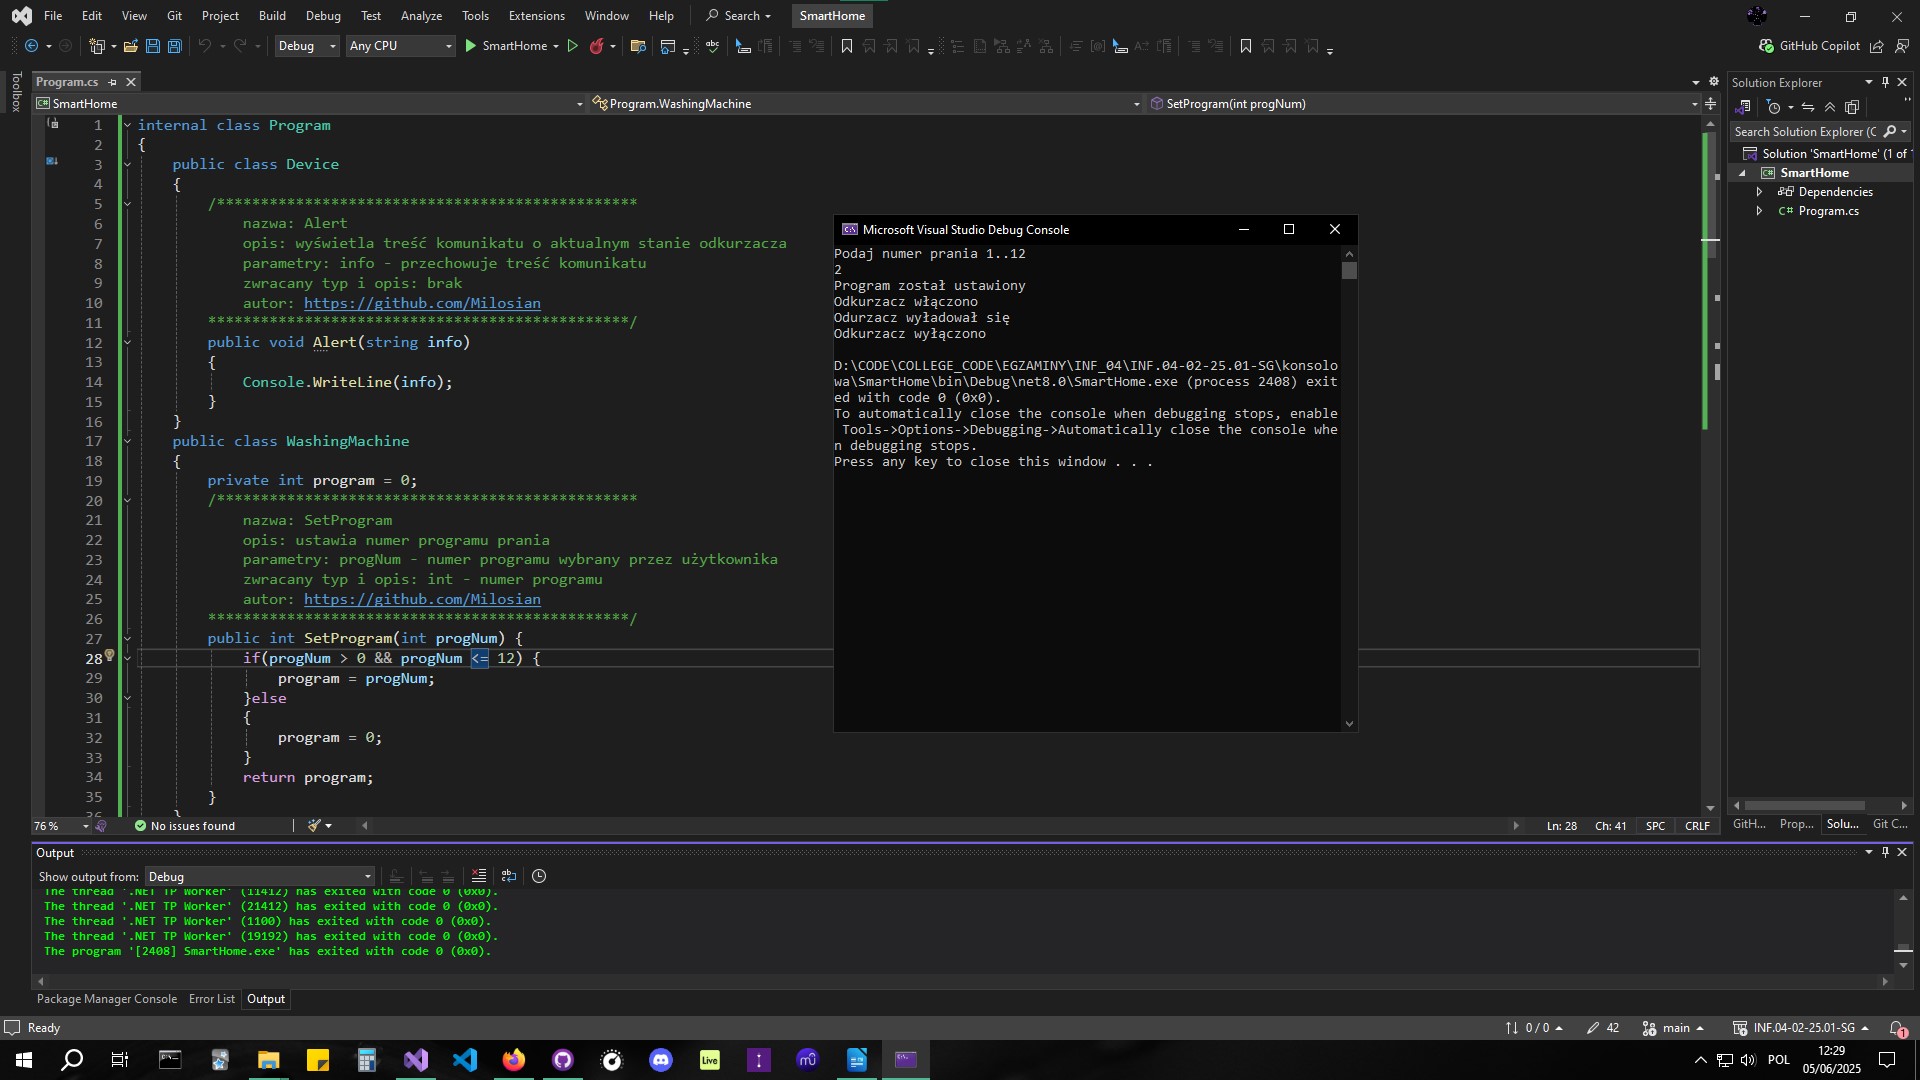 File Edit View Git Project Build Debug Test Analyze Tools Extensions Window Help Search SmartHome
Debug Any CPU SmartHome GitHub Copilot
Toolbox
Program.cs
SmartHome Program.WashingMachine SetProgram(int progNum)
1 internal class Program
2 {
3 public class Device
4 {
5 /************************************************
6 nazwa: Alert
7 opis: wyświetla treść komunikatu o aktualnym stanie odkurzacza
8 parametry: info - przechowuje treść komunikatu
9 zwracany typ i opis: brak
10 autor: https://github.com/Milosian
11 ************************************************/
12 public void Alert(string info)
13 {
14 Console.WriteLine(info);
15 }
16 }
17 public class WashingMachine
18 {
19 private int program = 0;
20 /************************************************
21 nazwa: SetProgram
22 opis: ustawia numer programu prania
23 parametry: progNum - numer programu wybrany przez użytkownika
24 zwracany typ i opis: int - numer programu
25 autor: https://github.com/Milosian
26 ************************************************/
27 public int SetProgram(int progNum) {
28 if(progNum > 0 && progNum <= 12) {
29 program = progNum;
30 }else
31 {
32 program = 0;
33 }
34 return program;
35 }
36 }
Microsoft Visual Studio Debug Console
Podaj numer prania 1..12
2
Program został ustawiony
Odkurzacz włączono
Odurzacz wyładował się
Odkurzacz wyłączono
D:\CODE\COLLEGE_CODE\EGZAMINY\INF_04\INF.04-02-25.01-SG\konsolo
wa\SmartHome\bin\Debug\net8.0\SmartHome.exe (process 2408) exit
ed with code 0 (0x0).
To automatically close the console when debugging stops, enable
Tools->Options->Debugging->Automatically close the console whe
n debugging stops.
Press any key to close this window . . .
Solution Explorer
Search Solution Explorer (C
Solution 'SmartHome' (1 of 1
SmartHome
Dependencies
C# Program.cs
GitH... Prop... Solu... Git C...
76 % No issues found Ln: 28 Ch: 41 SPC CRLF
Output
Show output from: Debug
The thread '.NET TP Worker' (11412) has exited with code 0 (0x0).
The thread '.NET TP Worker' (21412) has exited with code 0 (0x0).
The thread '.NET TP Worker' (1100) has exited with code 0 (0x0).
The thread '.NET TP Worker' (19192) has exited with code 0 (0x0).
The program '[2408] SmartHome.exe' has exited with code 0 (0x0).
Package Manager Console Error List Output
Ready 0 / 0 42 main INF.04-02-25.01-SG 1
Live POL 12:29
05/06/2025